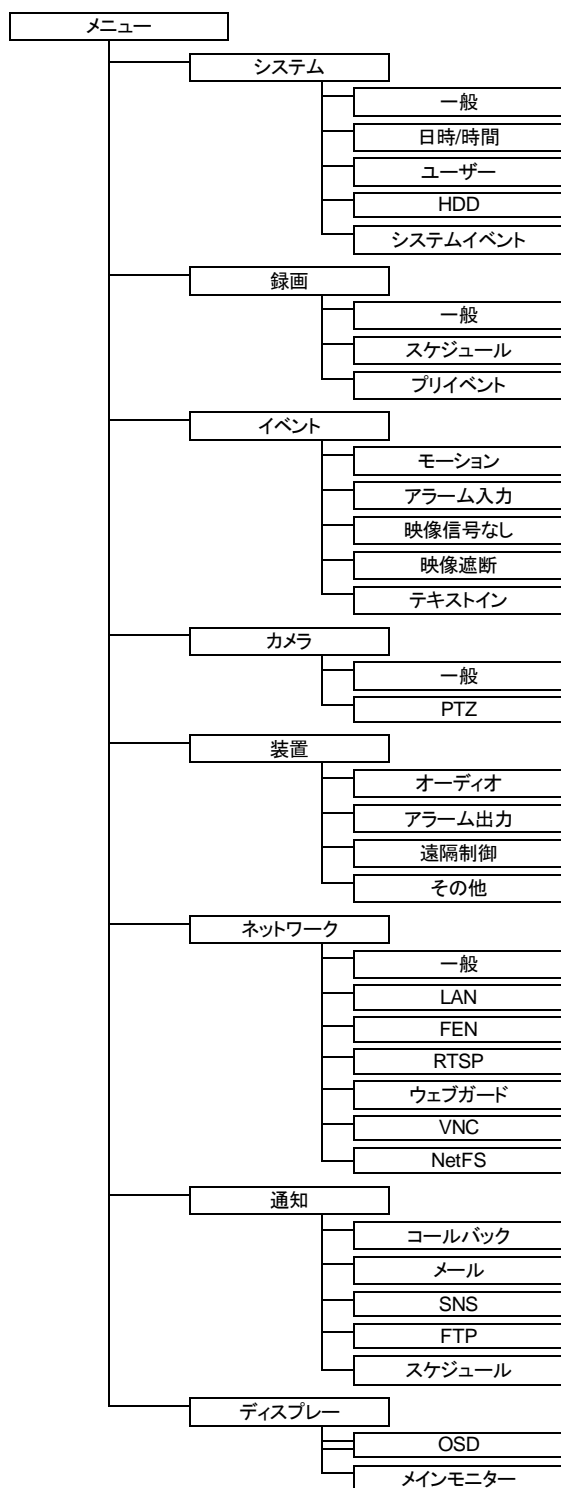 メニュー
システム
一般
日時/時間
ユーザー
HDD
システムイベント
録画
一般
スケジュール
プリイベント
イベント
モーション
アラーム入力
映像信号なし
映像遮断
テキストイン
カメラ
一般
PTZ
装置
オーディオ
アラーム出力
遠隔制御
その他
ネットワーク
一般
LAN
FEN
RTSP
ウェブガード
VNC
NetFS
通知
コールバック
メール
SNS
FTP
スケジュール
ディスプレー
OSD
メインモニター